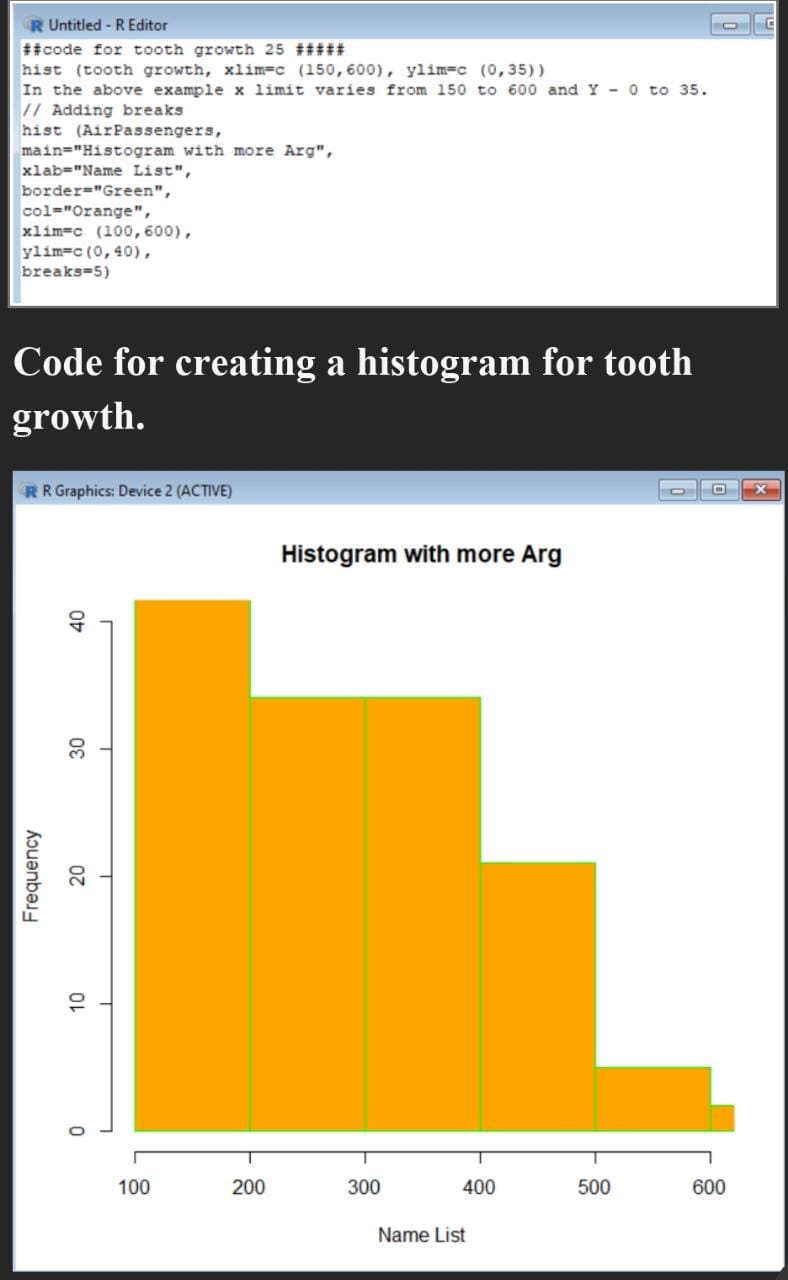 Untitled - R Editor
##code for tooth growth 25 #####
hist (tooth growth, xlim=c (150,600), ylim=c (0,35))
In the above example x limit varies from 150 to 600 and Y - 0 to 35.
// Adding breaks
hist (AirPassengers,
main="Histogram with more Arg",
xlab="Name List",
border="Green",
col="Orange",
xlim=c (100,600),
ylim=c(0,40),
breaks=5)
Code for creating a histogram for tooth
growth.
R Graphics: Device 2 (ACTIVE)
Histogram with more Arg
40
30
20
10
0
Frequency
100 200 300 400 500 600
Name List